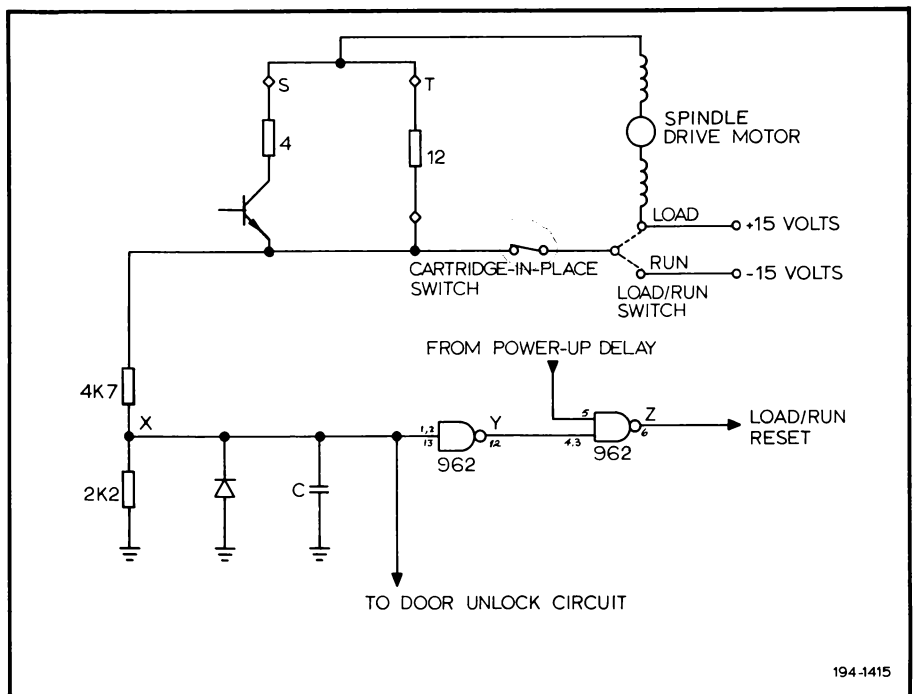 S
T
4
12
SPINDLE
DRIVE MOTOR
LOAD
+15 VOLTS
CARTRIDGE-IN-PLACE
SWITCH
RUN
-15 VOLTS
LOAD/RUN
SWITCH
FROM POWER-UP DELAY
4K7
X
1,2
13
Y
12
5
4.3
Z
6
962
962
LOAD/RUN
RESET
2K2
C
TO DOOR UNLOCK CIRCUIT
194-1415